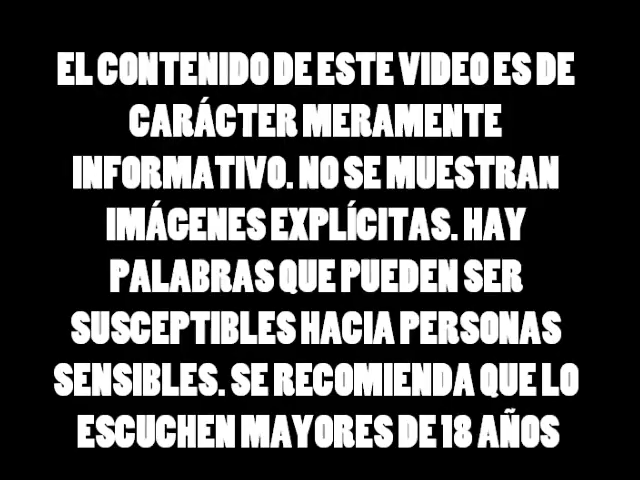 EL CONTENIDO DE ESTE VIDEO ES DE
CARÁCTER MERAMENTE
INFORMATIVO. NO SE MUESTRAN
IMÁGENES EXPLÍCITAS. HAY
PALABRAS QUE PUEDEN SER
SUSCEPTIBLES HACIA PERSONAS
SENSIBLES. SE RECOMIENDA QUE LO
ESCUCHEN MAYORES DE 18 AÑOS